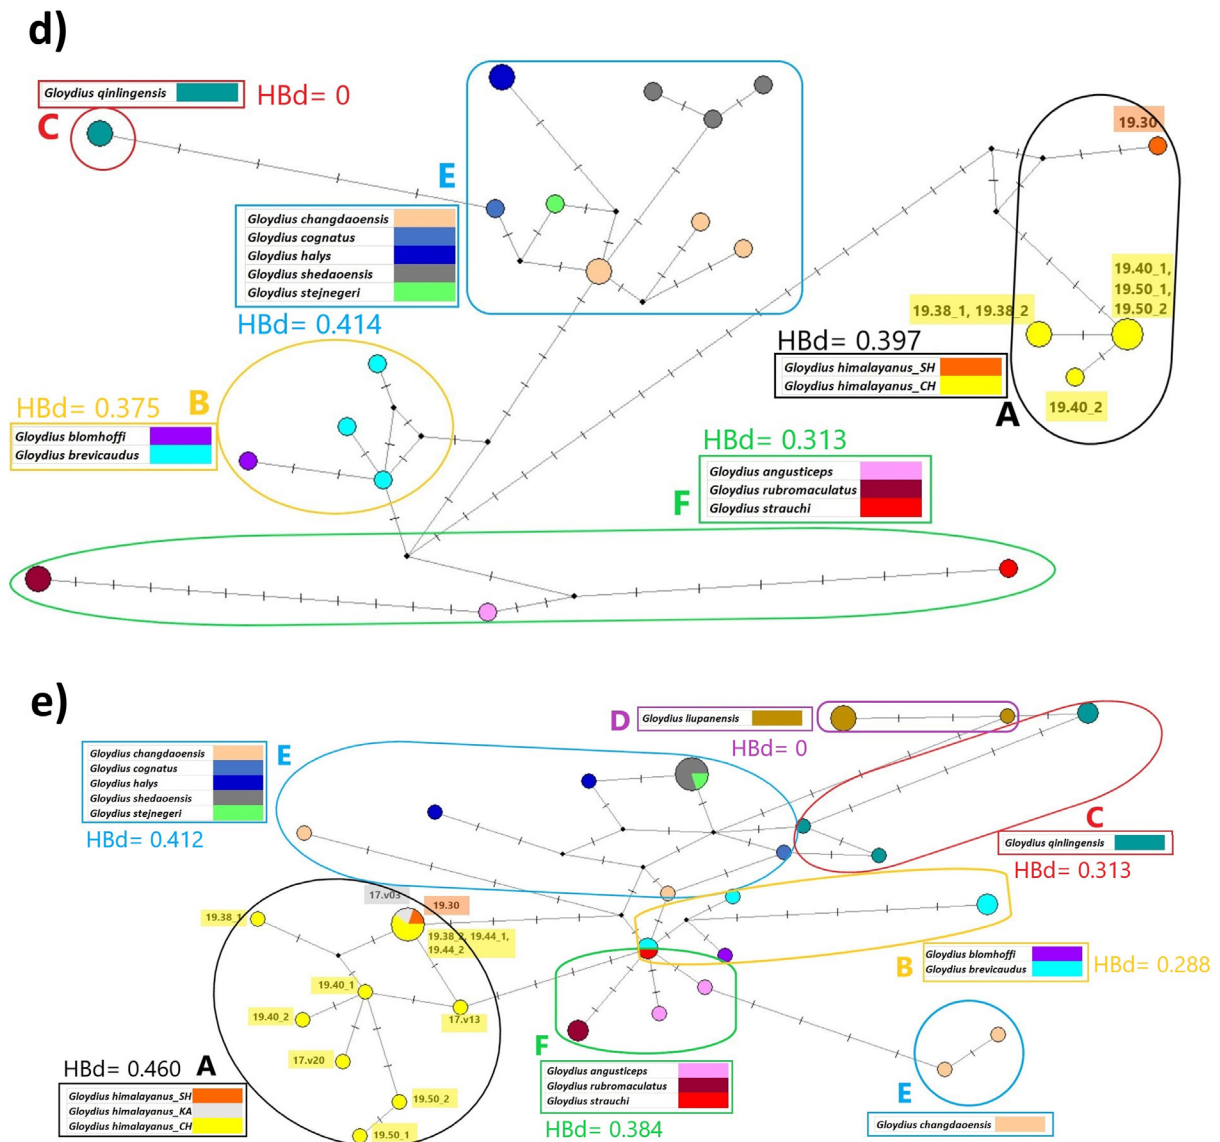 d)
Gloydius qinlingensis
HBd= 0
C
E
Gloydius changdaoensis
Gloydius cognatus
Gloydius halys
Gloydius shedaoensis
Gloydius stejnegeri
HBd= 0.414
19.30
19.40_1,
19.50_1,
19.50_2
19.38_1, 19.38_2
HBd= 0.397
Gloydius himalayanus_SH
Gloydius himalayanus_CH
A
19.40_2
HBd= 0.375
B
Gloydius blomhoffi
Gloydius brevicaudus
HBd= 0.313
F
Gloydius angusticeps
Gloydius rubromaculatus
Gloydius strauchi
e)
D
Gloydius liupanensis
HBd= 0
Gloydius changdaoensis
Gloydius cognatus
Gloydius halys
Gloydius shedaoensis
Gloydius stejnegeri
E
HBd= 0.412
C
Gloydius qinlingensis
HBd= 0.313
17.v03
19.30
19.38_1
19.38_2, 19.44_1,
19.44_2
19.40_1
19.40_2
17.v13
17.v20
19.50_2
19.50_1
HBd= 0.460
A
Gloydius himalayanus_SH
Gloydius himalayanus_KA
Gloydius himalayanus_CH
B
Gloydius blomhoffi
Gloydius brevicaudus
HBd= 0.288
F
Gloydius angusticeps
Gloydius rubromaculatus
Gloydius strauchi
HBd= 0.384
E
Gloydius changdaoensis